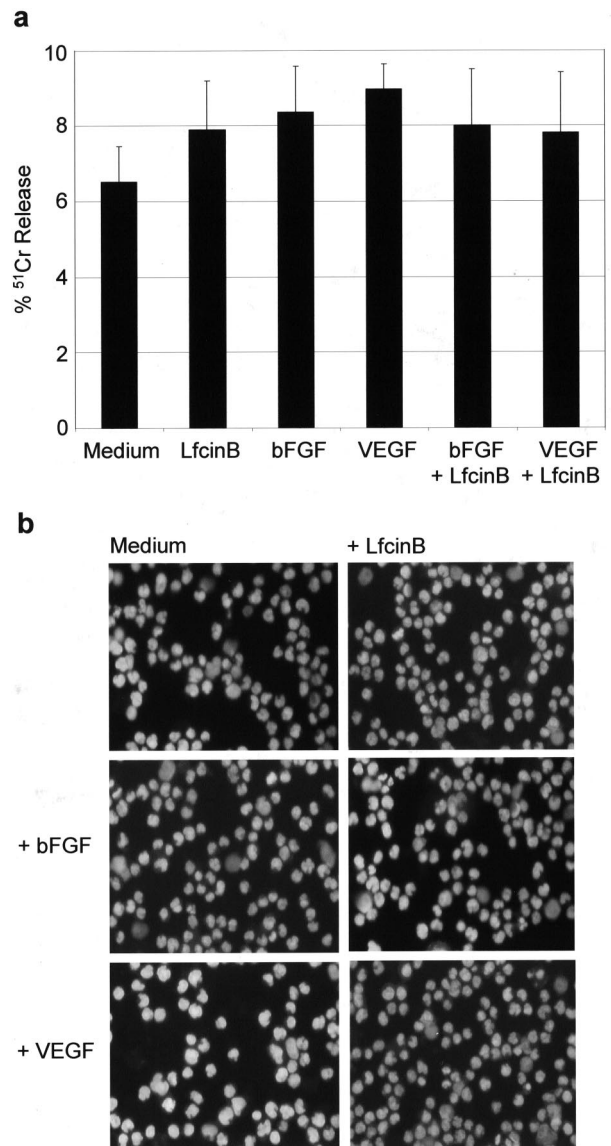 a
10
8
6
4
2
0
% ⁵¹Cr Release
Medium
LfcinB
bFGF
VEGF
bFGF
+ LfcinB
VEGF
+ LfcinB
b
Medium
+ LfcinB
+ bFGF
+ VEGF